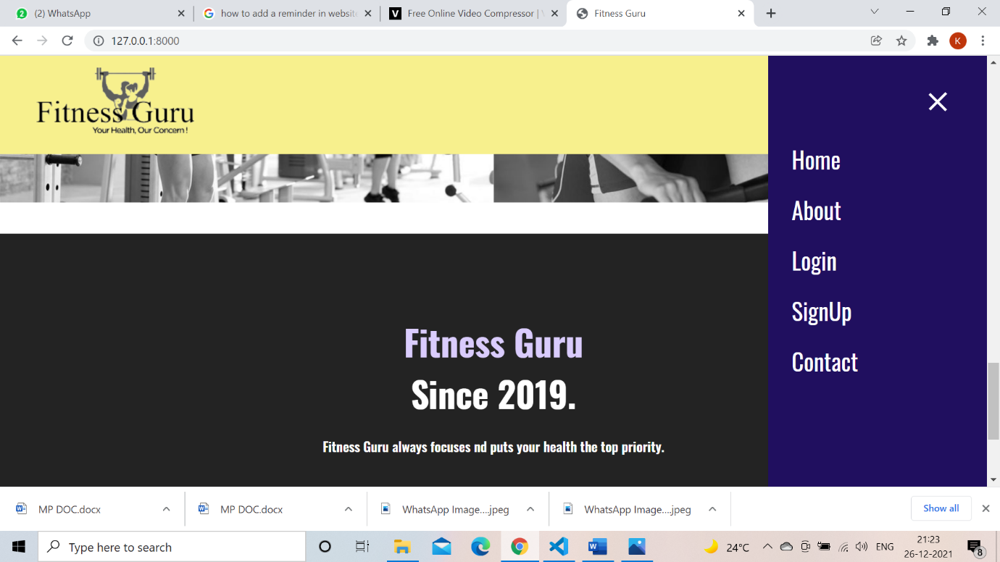 (2) WhatsApp
how to add a reminder in website
Free Online Video Compressor |
Fitness Guru
127.0.0.1:8000
K
Fitness Guru
Your Health, Our Concern !
Home
About
Login
SignUp
Contact
Fitness Guru
Since 2019.
Fitness Guru always focuses nd puts your health the top priority.
MP DOC.docx
MP DOC.docx
WhatsApp Image....jpeg
WhatsApp Image....jpeg
Show all
Type here to search
24°C
ENG
21:23
26-12-2021
8